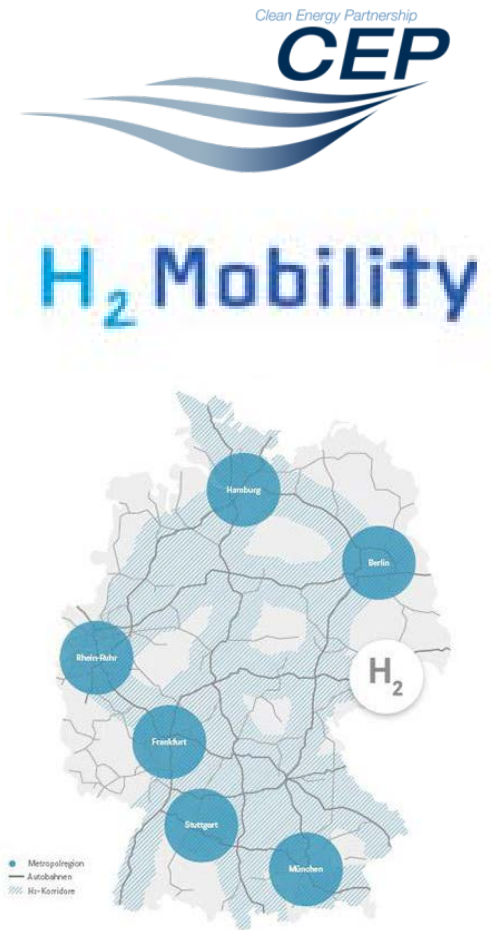 Clean Energy Partnership
CEP
H₂ Mobility
Hamburg
Berlin
Rhein-Ruhr
H₂
Frankfurt
Stuttgart
München
Metropolregion
Autobahnen
H₂-Korridore